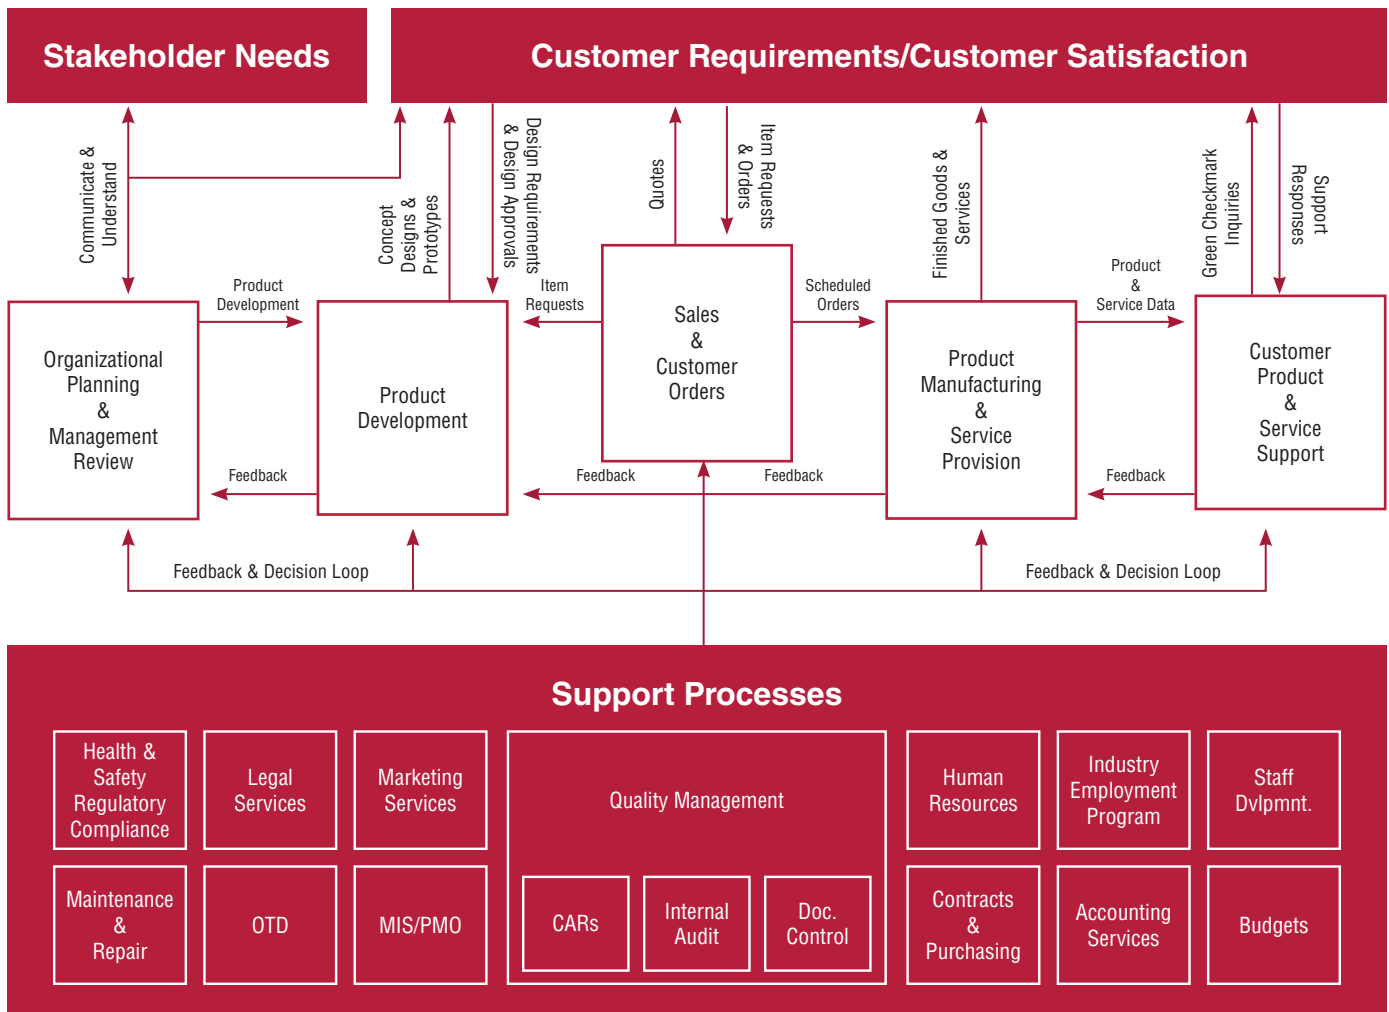 Stakeholder Needs
Customer Requirements/Customer Satisfaction
Communicate &
Understand
Concept
Designs &
Prototypes
Design Requirements
& Design Approvals
Quotes
Item Requests
& Orders
Finished Goods &
Services
Green Checkmark
Inquiries
Support
Responses
Product
Development
Item
Requests
Scheduled
Orders
Product
&
Service Data
Organizational
Planning
&
Management
Review
Product
Development
Sales
&
Customer
Orders
Product
Manufacturing
&
Service
Provision
Customer
Product
&
Service
Support
Feedback
Feedback
Feedback
Feedback
Feedback & Decision Loop
Feedback & Decision Loop
Support Processes
Health &
Safety
Regulatory
Compliance
Legal
Services
Marketing
Services
Quality Management
Human
Resources
Industry
Employment
Program
Staff
Dvlpmnt.
Maintenance
&
Repair
OTD
MIS/PMO
CARs
Internal
Audit
Doc.
Control
Contracts
&
Purchasing
Accounting
Services
Budgets